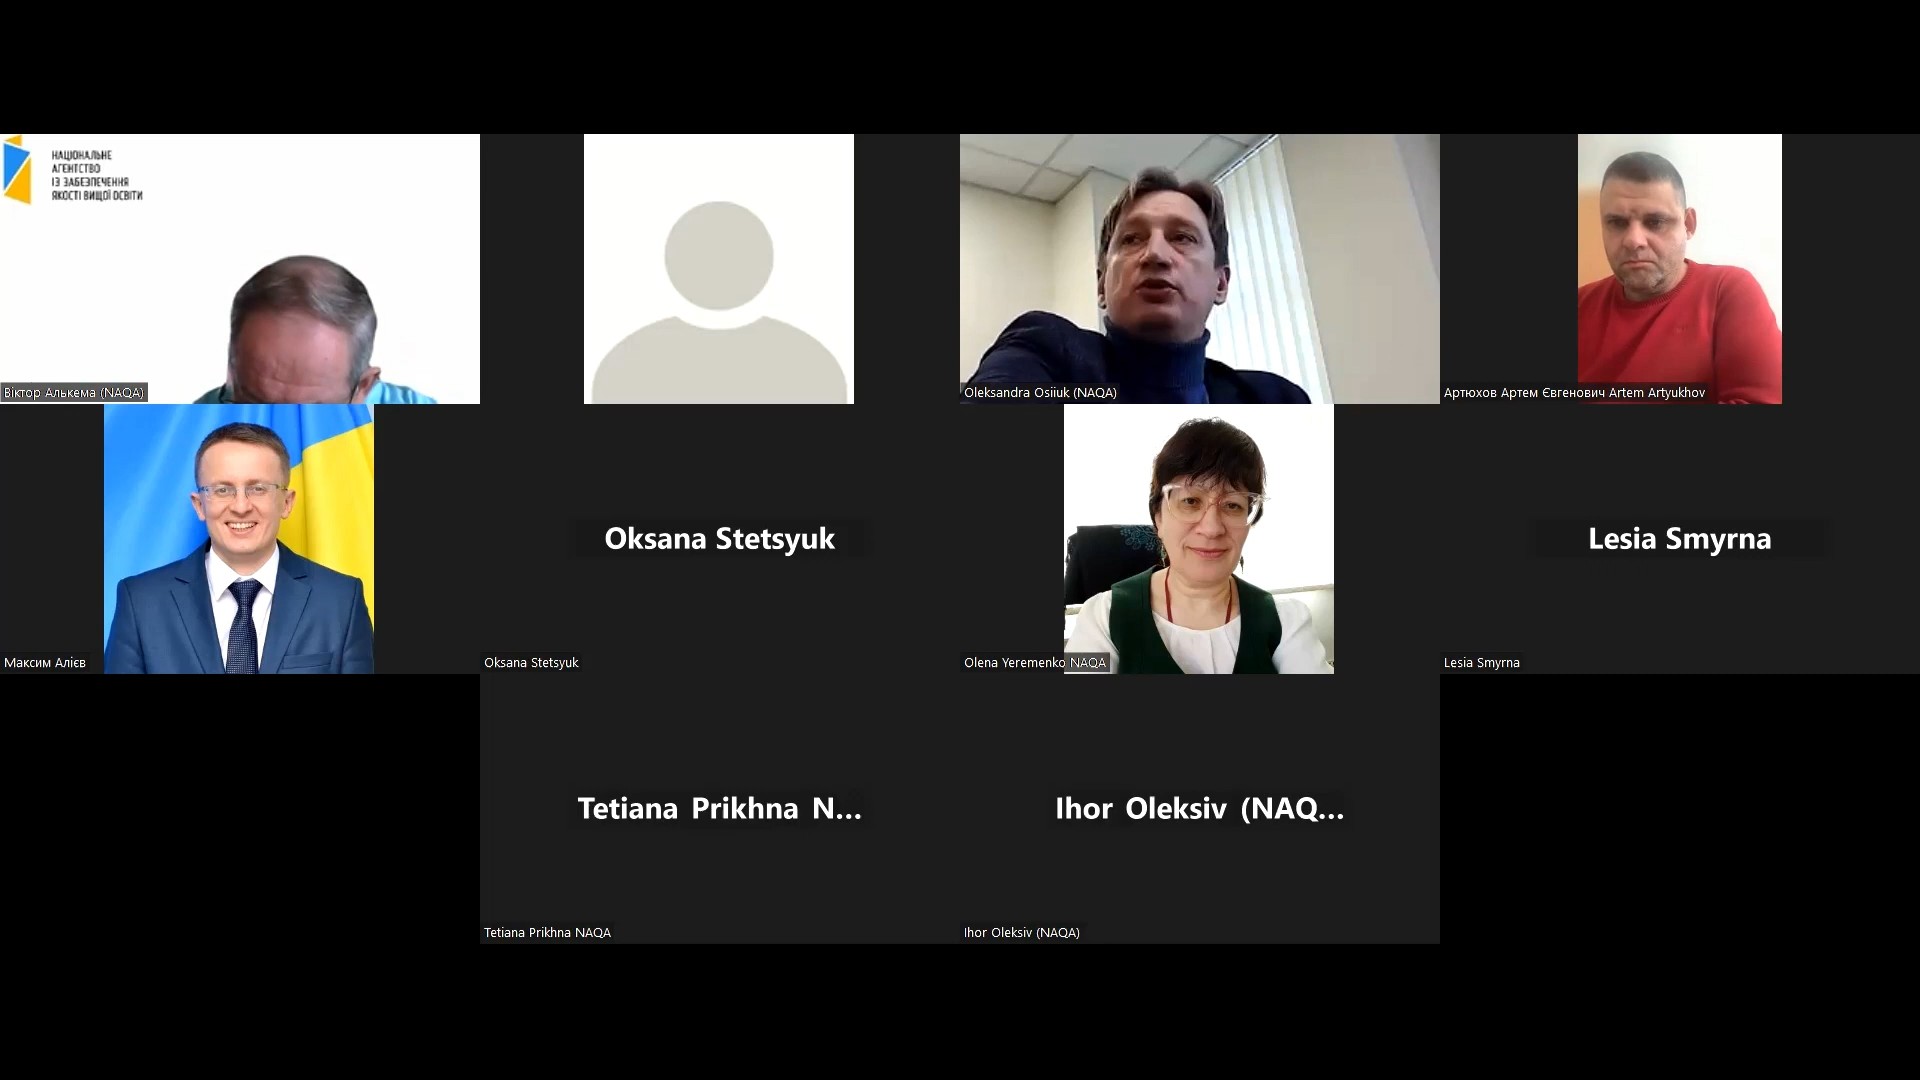 НАЦІОНАЛЬНЕ
АГЕНТСТВО
ІЗ ЗАБЕЗПЕЧЕННЯ
ЯКОСТІ ВИЩОЇ ОСВІТИ
Віктор Алькема (NAQA)
Oleksandra Osiiuk (NAQA)
Артюхов Артем Євгенович Artem Artyukhov
Максим Алієв
Oksana Stetsyuk
Oksana Stetsyuk
Olena Yeremenko NAQA
Lesia Smyrna
Lesia Smyrna
Tetiana Prikhna N...
Tetiana Prikhna NAQA
Ihor Oleksiv (NAQ...
Ihor Oleksiv (NAQA)